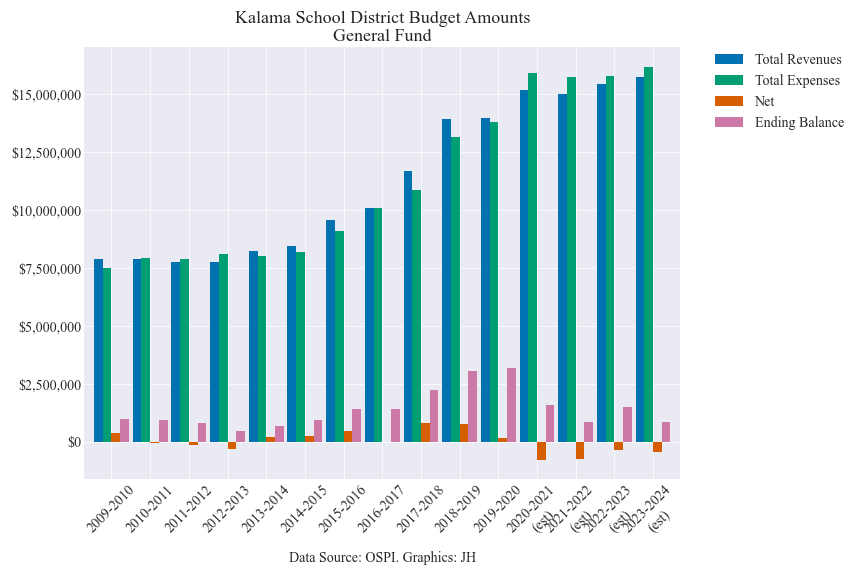 Kalama School District Budget Amounts
General Fund
Total Revenues
Total Expenses
Net
Ending Balance
$15,000,000
$12,500,000
$10,000,000
$7,500,000
$5,000,000
$2,500,000
$0
2009-2010
2010-2011
2011-2012
2012-2013
2013-2014
2014-2015
2015-2016
2016-2017
2017-2018
2018-2019
2019-2020
2020-2021
(est)
2021-2022
(est)
2022-2023
(est)
2023-2024
(est)
Data Source: OSPI. Graphics: JH